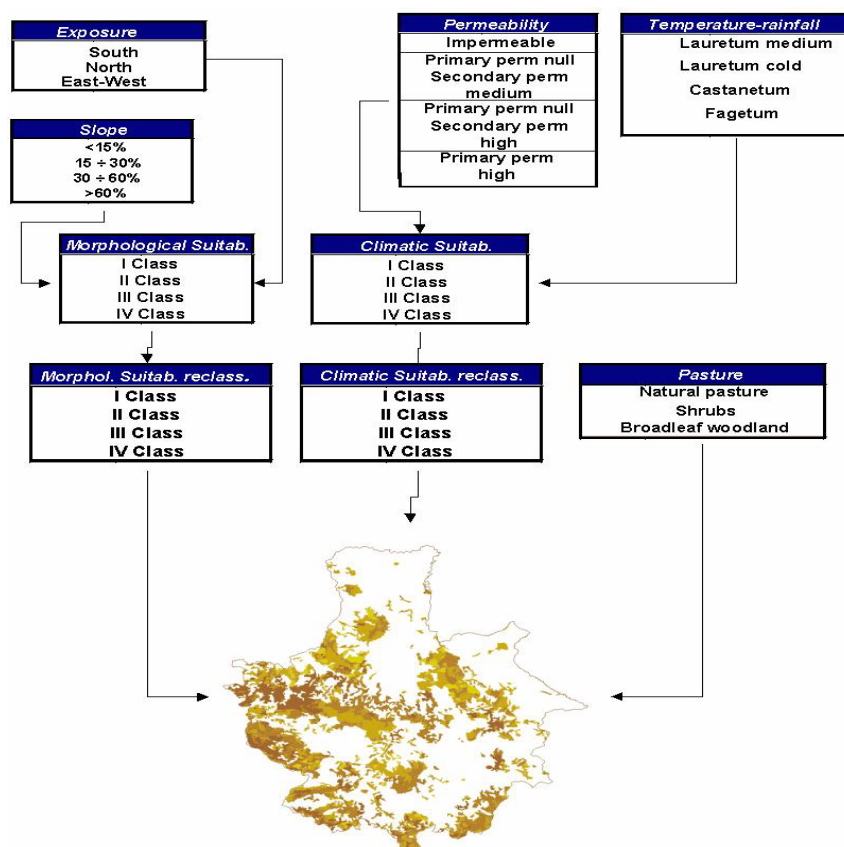 Exposure
South
North
East-West
Slope
<15%
15 ÷ 30%
30 ÷ 60%
>60%
Permeability
Impermeable
Primary perm null
Secondary perm
medium
Primary perm null
Secondary perm
high
Primary perm
high
Temperature-rainfall
Lauretum medium
Lauretum cold
Castanetum
Fagetum
Morphological Suitab.
I Class
II Class
III Class
IV Class
Climatic Suitab.
I Class
II Class
III Class
IV Class
Morphol. Suitab. reclass.
I Class
II Class
III Class
IV Class
Climatic Suitab. reclass.
I Class
II Class
III Class
IV Class
Pasture
Natural pasture
Shrubs
Broadleaf woodland